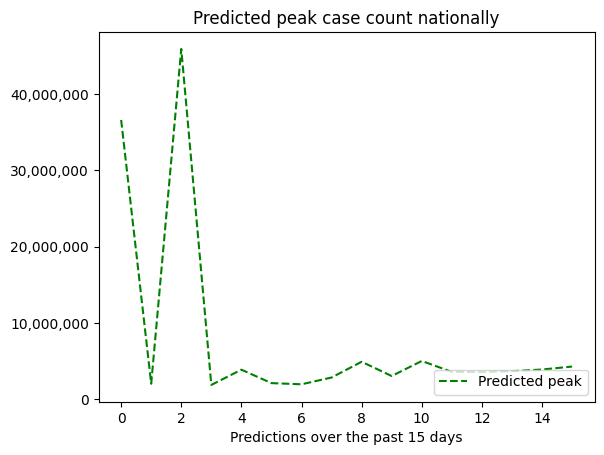 Predicted peak case count nationally
40,000,000
30,000,000
20,000,000
10,000,000
0
Predicted peak
0 2 4 6 8 10 12 14
Predictions over the past 15 days